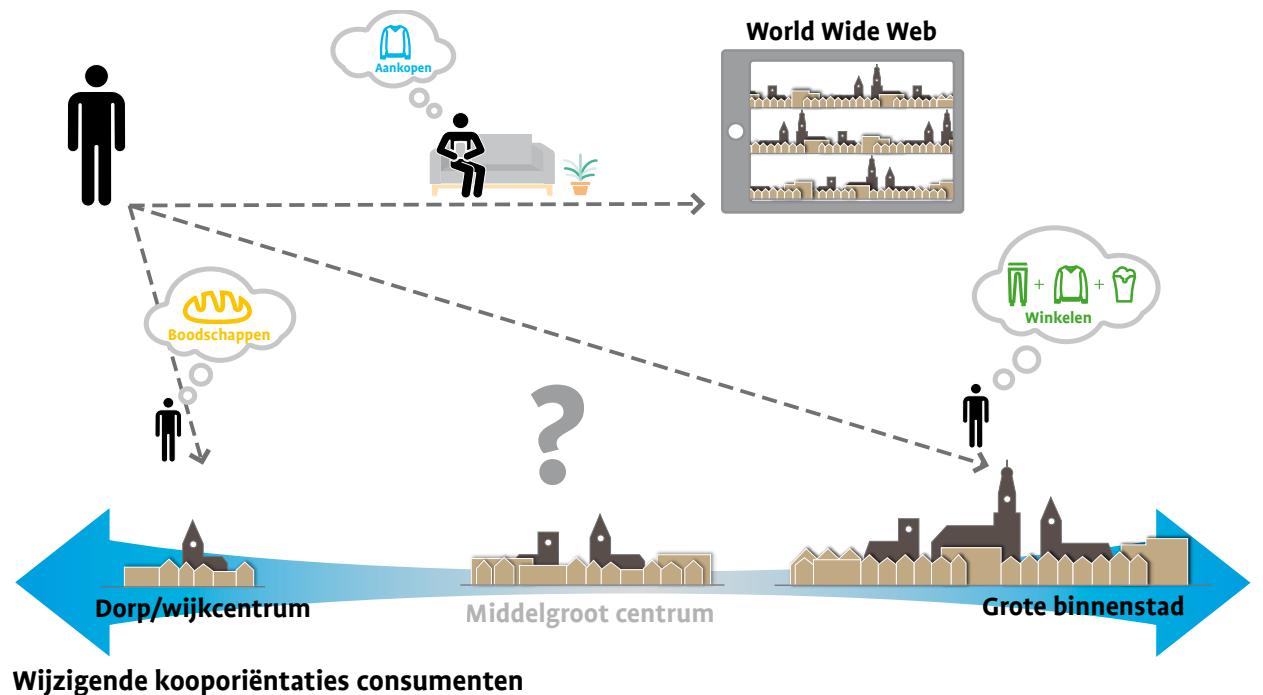 World Wide Web
Aankopen
Boodschappen
+ +
Winkelen
?
Dorp/wijkcentrum
Middelgroot centrum
Grote binnenstad
Wijzigende kooporiëntaties consumenten